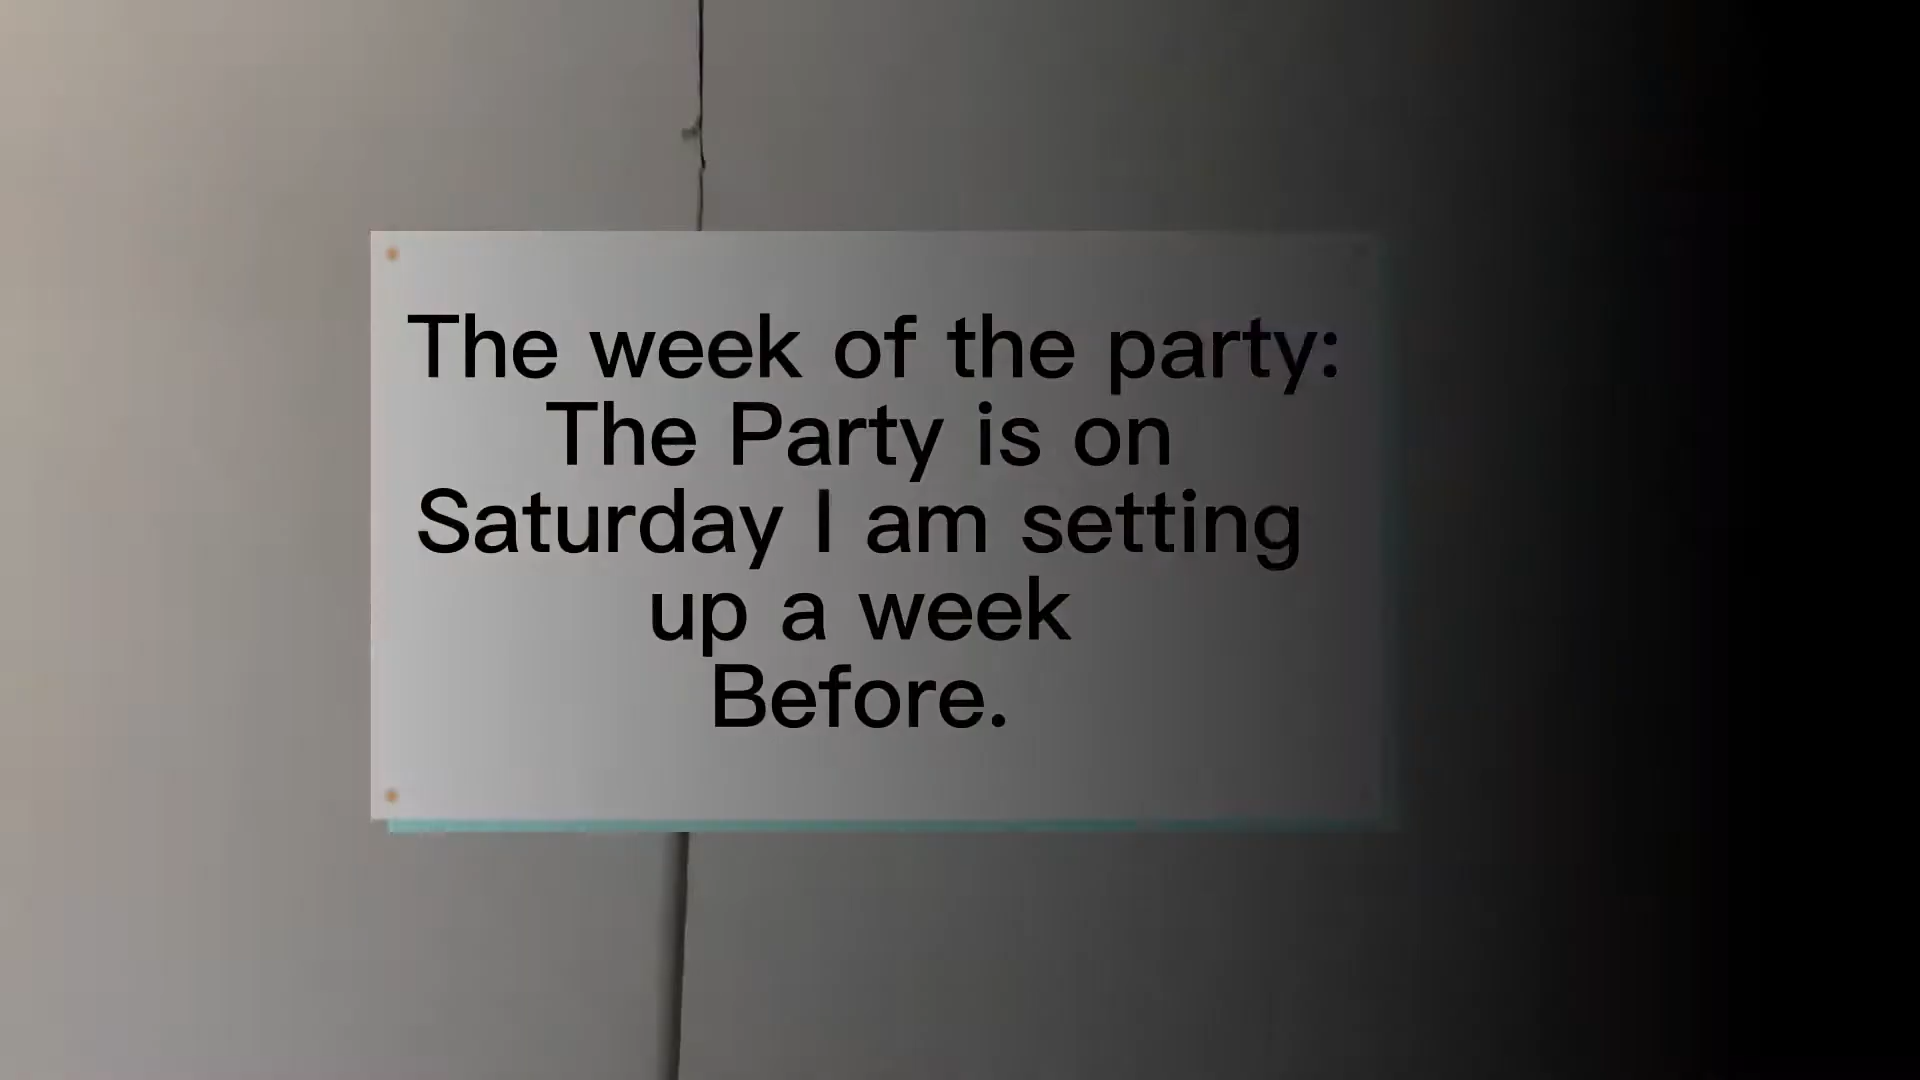 The week of the party:
The Party is on
Saturday I am setting
up a week
Before.